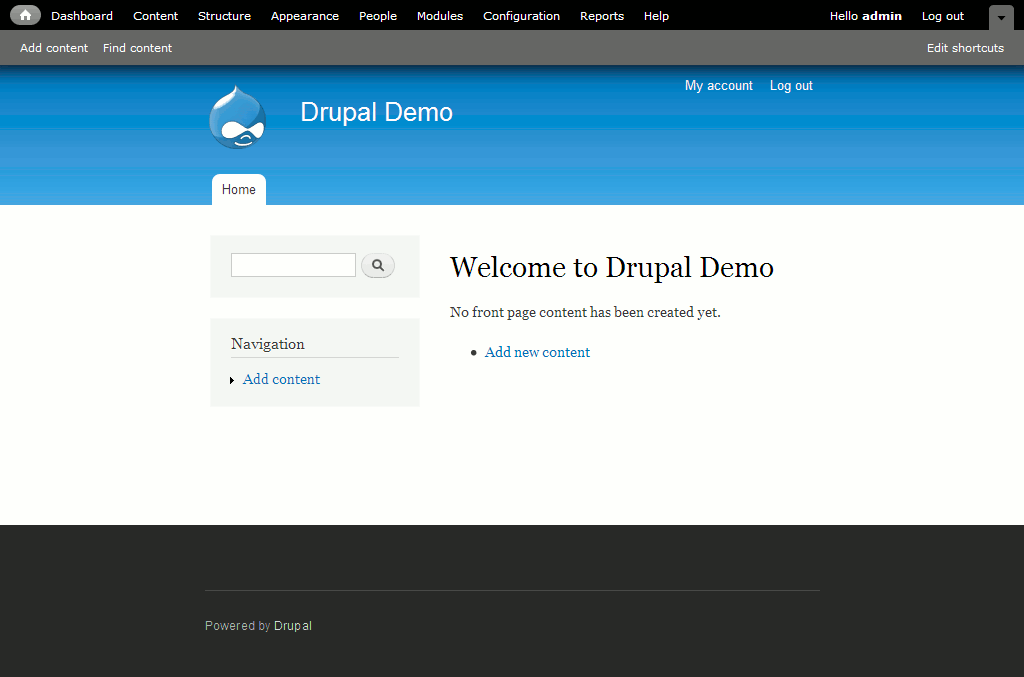 Dashboard Content Structure Appearance People Modules Configuration Reports Help Hello admin Log out
Add content Find content Edit shortcuts
My account Log out
Drupal Demo
Home
Welcome to Drupal Demo
No front page content has been created yet.
Add new content
Navigation
Add content
Powered by Drupal